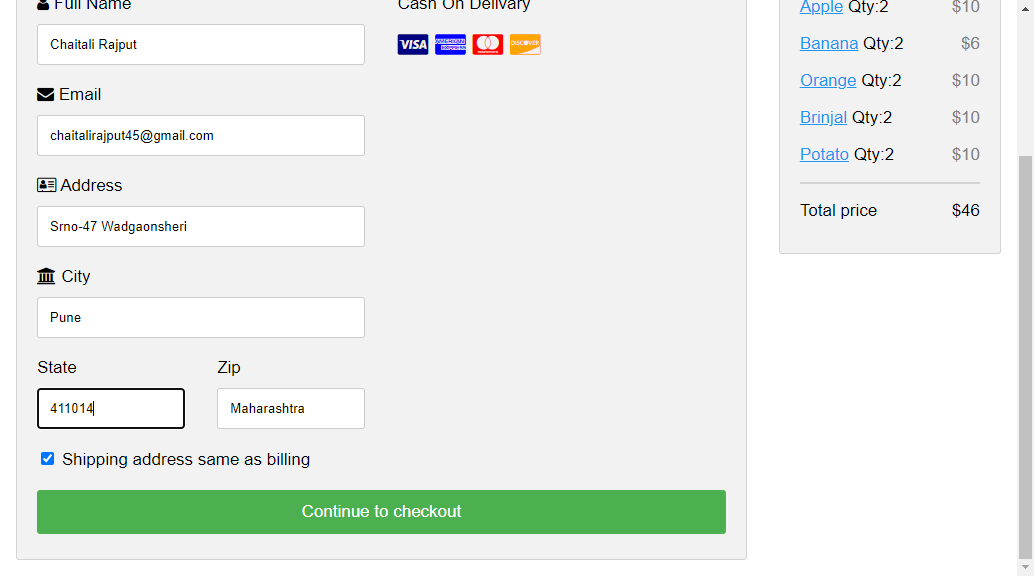 Full Name
Chaitali Rajput
Email
chaitalirajput45@gmail.com
Address
Srno-47 Wadgaonsheri
City
Pune
State Zip
411014 Maharashtra
Shipping address same as billing
Continue to checkout
Cash On Delivary
VISA AMERICAN EXPRESS DISCOVER
Apple Qty:2 $10
Banana Qty:2 $6
Orange Qty:2 $10
Brinjal Qty:2 $10
Potato Qty:2 $10
Total price $46